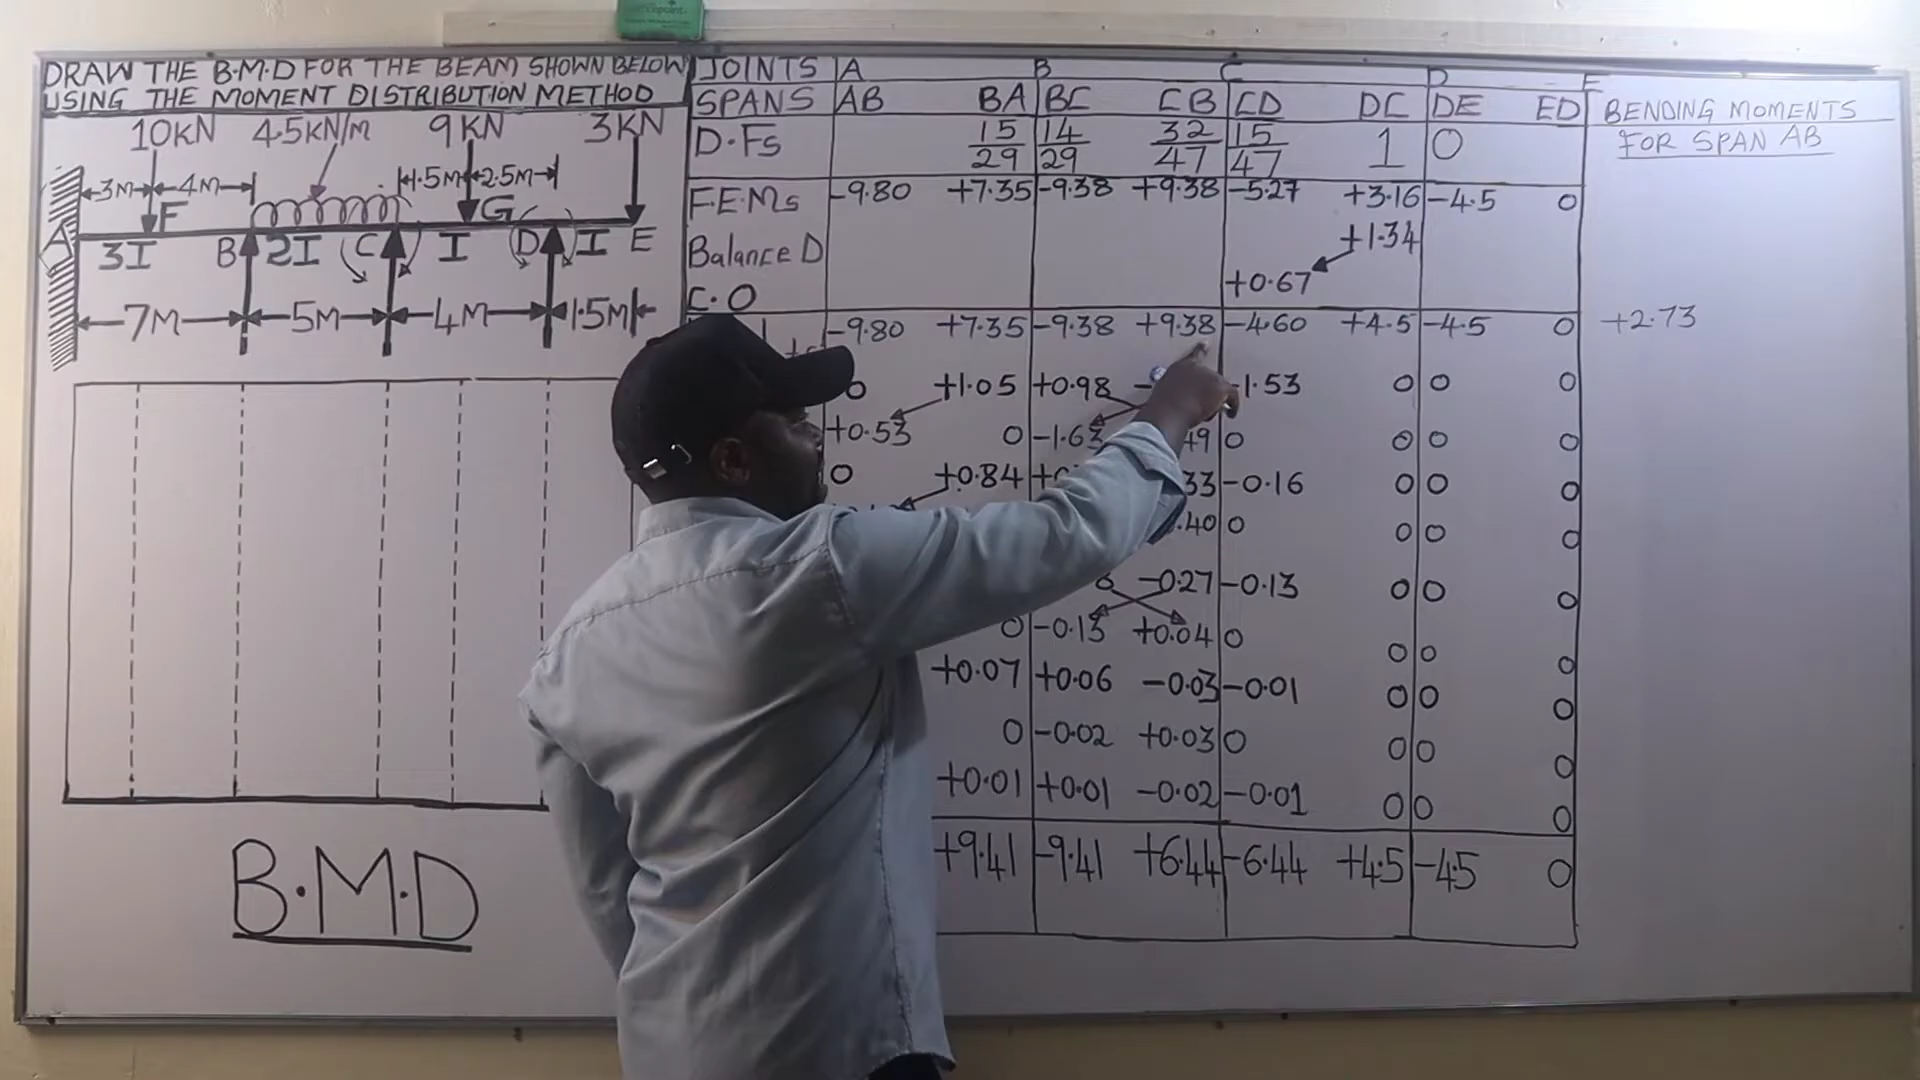 DRAW THE B.M.D FOR THE BEAM SHOWN BELOW
USING THE MOMENT DISTRIBUTION METHOD
10KN 4.5KN/M 9KN 3KN
3M 4M 1.5M 2.5M
F G
A B C D E
3I 2I I I
7M 5M 4M 1.5M
B.M.D
JOINTS A B C D E
SPANS AB BA BC CB CD DC DE ED
D.Fs 15/29 14/29 32/47 15/47 1 0
F.E.Ms -9.80 +7.35 -9.38 +9.38 -5.27 +3.16 -4.5 0
Balance D +1.34
C.O +0.67
-9.80 +7.35 -9.38 +9.38 -4.60 +4.5 -4.5 0
0 +1.05 +0.98 -1.53 0 0 0
+0.53 0 -1.63 0 0 0 0
0 +0.84 -0.16 0 0 0
.40 0 0 0 0
-0.27 -0.13 0 0 0
0 -0.13 +0.04 0 0 0 0
+0.07 +0.06 -0.03 -0.01 0 0 0
0 -0.02 +0.03 0 0 0 0
+0.01 +0.01 -0.02 -0.01 0 0 0
+9.41 -9.41 +6.44 -6.44 +4.5 -4.5 0
BENDING MOMENTS
FOR SPAN AB
+2.73